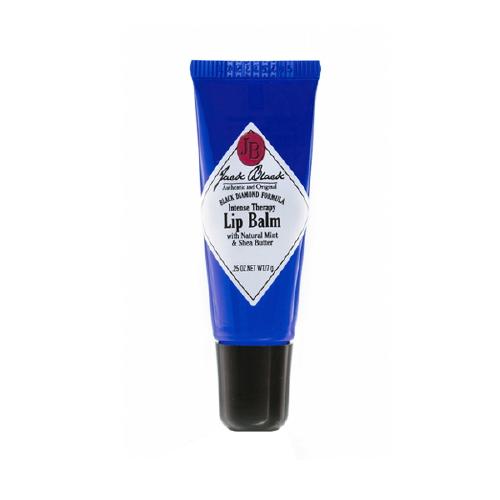 JB
Jack Black
Authentic and Original
BLACK DIAMOND FORMULA
Intense Therapy
Lip Balm
with Natural Mint
& Shea Butter
.25 OZ. NET WT/7 g